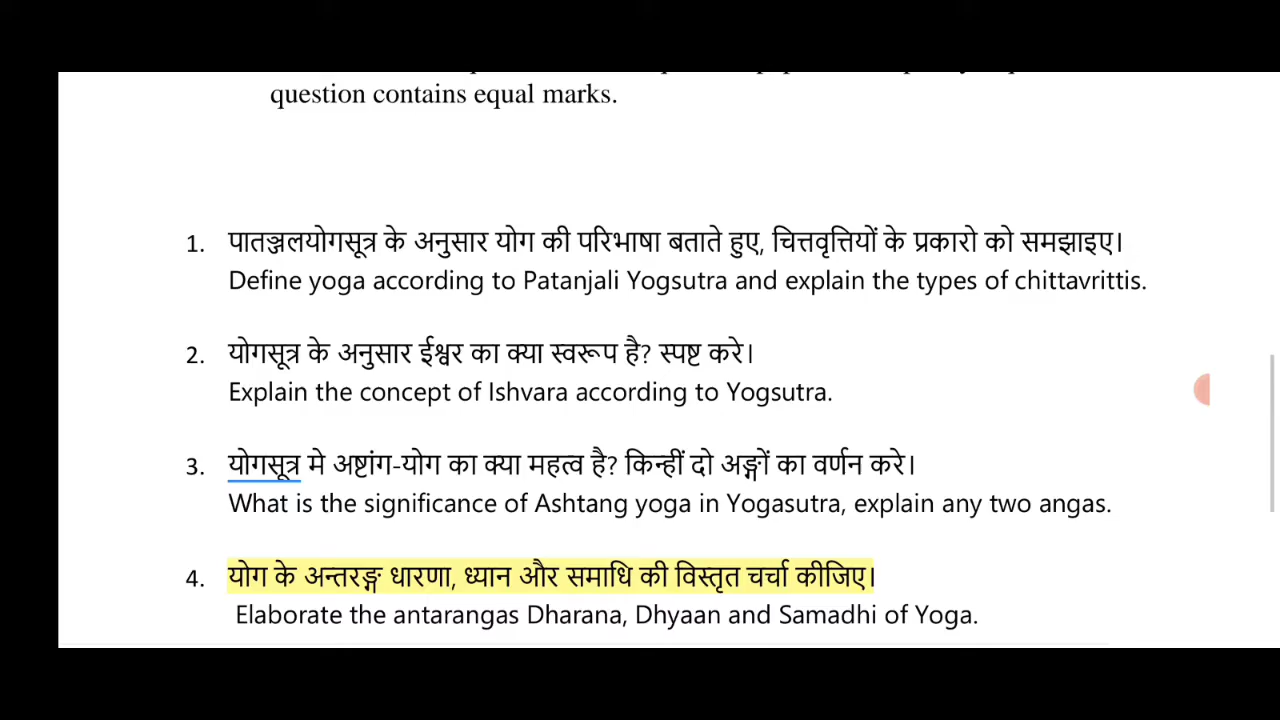 question contains equal marks.
1. पातञ्जलयोगसूत्र के अनुसार योग की परिभाषा बताते हुए, चित्तवृत्तियों के प्रकारो को समझाइए।
Define yoga according to Patanjali Yogsutra and explain the types of chittavrittis.
2. योगसूत्र के अनुसार ईश्वर का क्या स्वरूप है? स्पष्ट करे।
Explain the concept of Ishvara according to Yogsutra.
3. योगसूत्र मे अष्टांग-योग का क्या महत्व है? किन्हीं दो अङ्गों का वर्णन करे।
What is the significance of Ashtang yoga in Yogasutra, explain any two angas.
4. योग के अन्तरङ्ग धारणा, ध्यान और समाधि की विस्तृत चर्चा कीजिए।
Elaborate the antarangas Dharana, Dhyaan and Samadhi of Yoga.